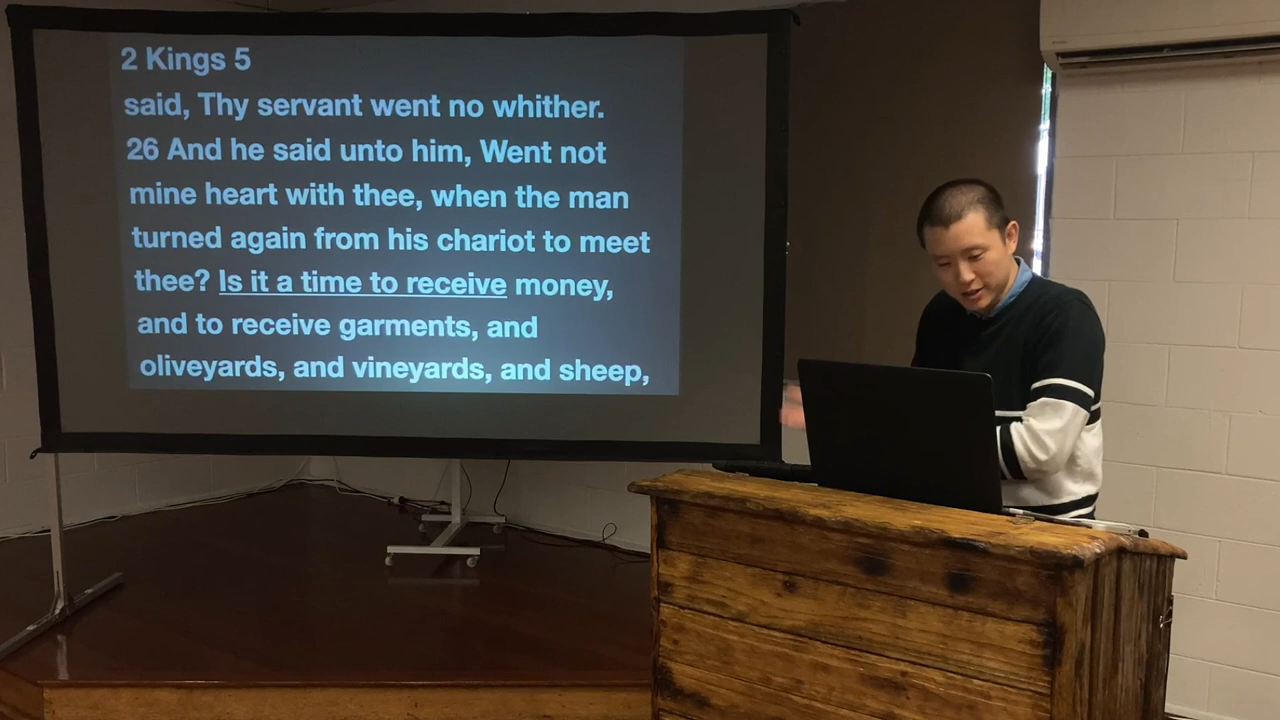 2 Kings 5
said, Thy servant went no whither.
26 And he said unto him, Went not
mine heart with thee, when the man
turned again from his chariot to meet
thee? Is it a time to receive money,
and to receive garments, and
oliveyards, and vineyards, and sheep,